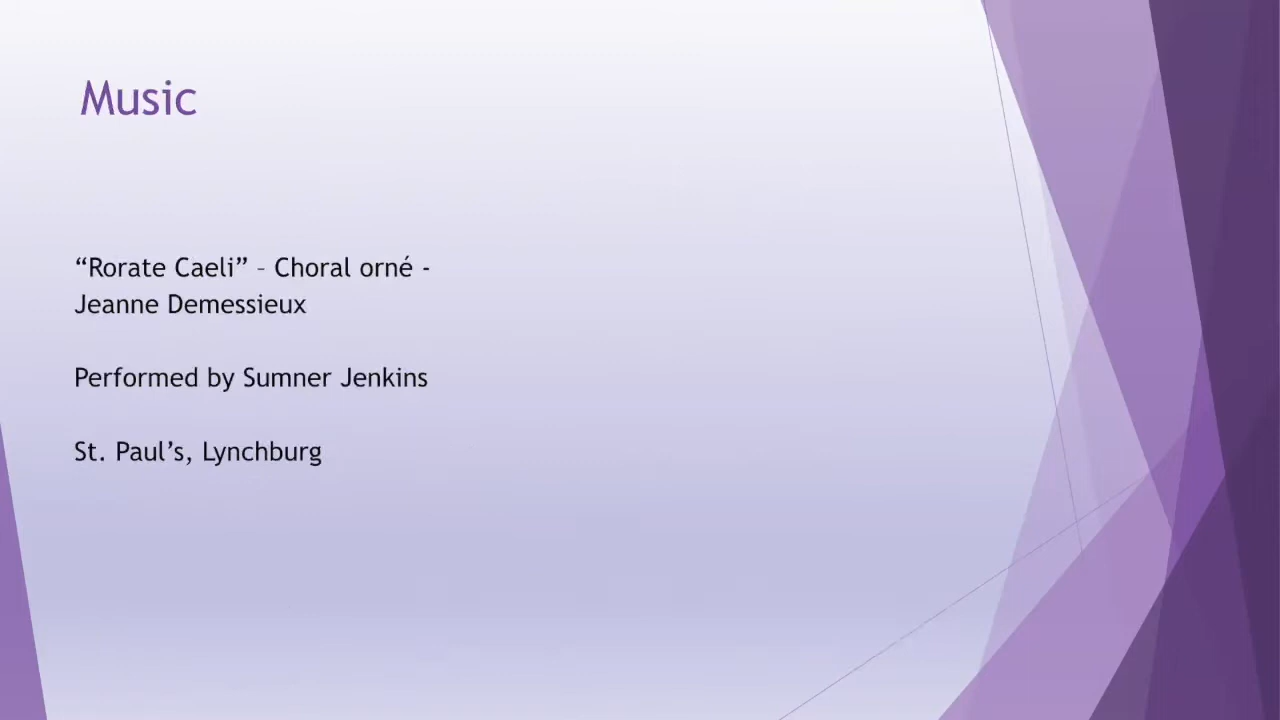 Music
“Rorate Caeli” – Choral orné -
Jeanne Demessieux
Performed by Sumner Jenkins
St. Paul’s, Lynchburg